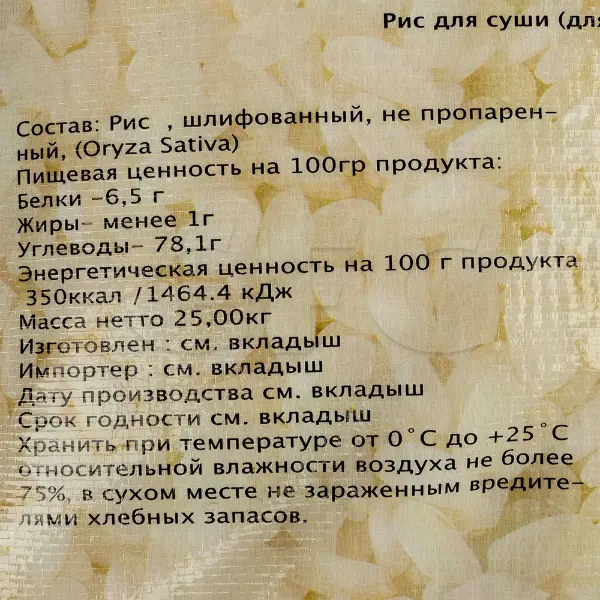 Рис для суши (для
Состав: Рис , шлифованный, не пропарен-
ный, (Oryza Sativa)
Пищевая ценность на 100гр продукта:
Белки -6,5 г
Жиры- менее 1г
Углеводы- 78,1г
Энергетическая ценность на 100 г продукта
350ккал /1464.4 кДж
Масса нетто 25,00кг
Изготовлен : см. вкладыш
Импортер : см. вкладыш
Дату производства см. вкладыш
Срок годности см. вкладыш
Хранить при температуре от 0˚С до +25˚С
относительной влажности воздуха не более
75%, в сухом месте не зараженным вредите-
лями хлебных запасов.